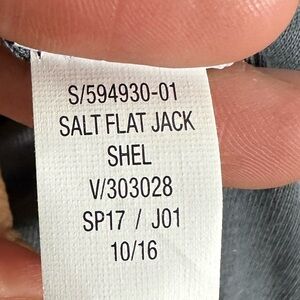 S/594930-01
SALT FLAT JACK
SHEL
V/303028
SP17 / J01
10/16